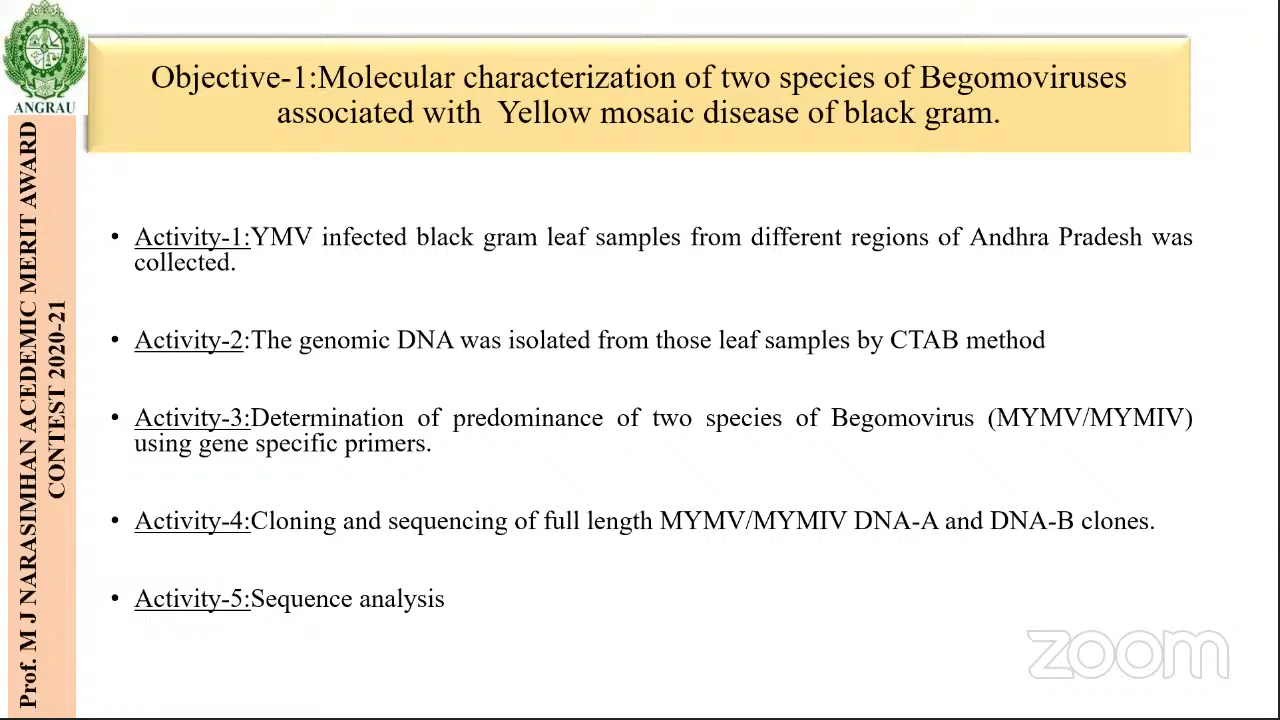 ANGRAU
Prof. M J NARASIMHAN ACEDEMIC MERIT AWARD
CONTEST 2020-21
Objective-1:Molecular characterization of two species of Begomoviruses
associated with Yellow mosaic disease of black gram.
• Activity-1:YMV infected black gram leaf samples from different regions of Andhra Pradesh was
collected.
• Activity-2:The genomic DNA was isolated from those leaf samples by CTAB method
• Activity-3:Determination of predominance of two species of Begomovirus (MYMV/MYMIV)
using gene specific primers.
• Activity-4:Cloning and sequencing of full length MYMV/MYMIV DNA-A and DNA-B clones.
• Activity-5:Sequence analysis
zoom